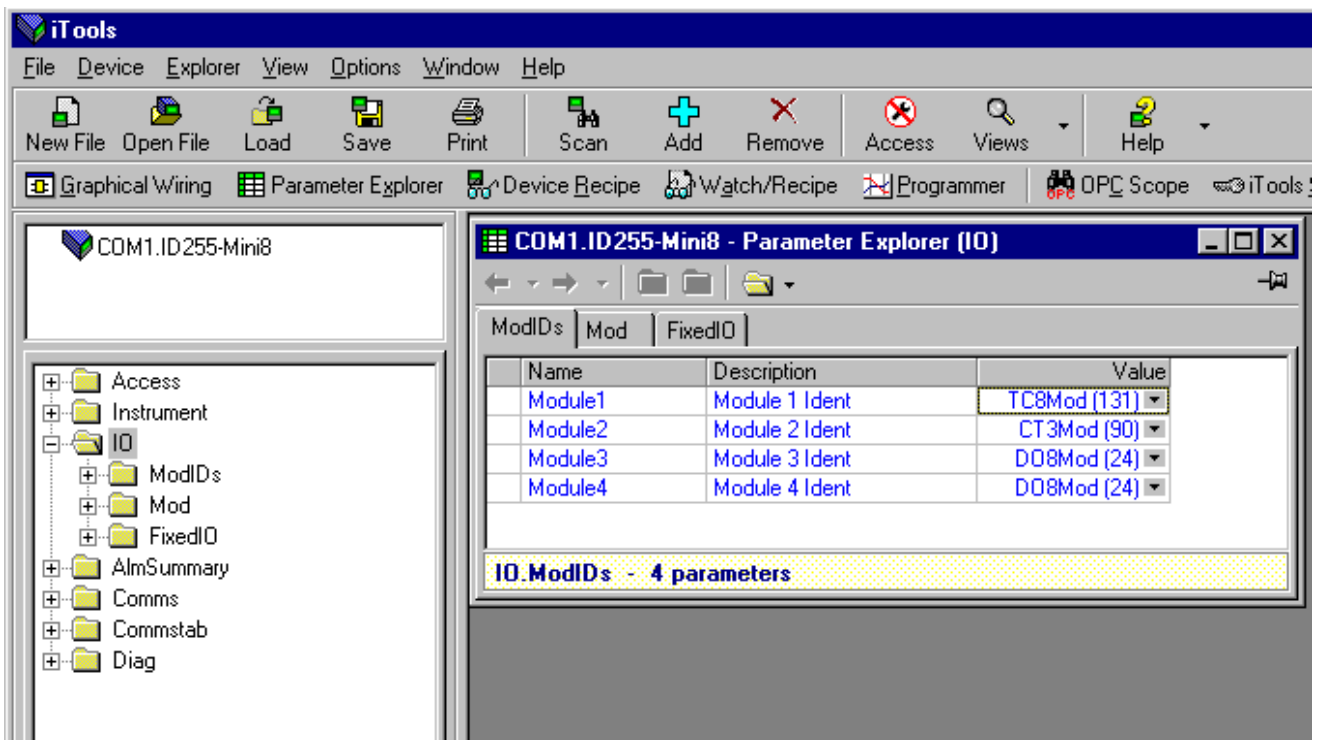 iTools
File Device Explorer View Options Window Help
New File Open File Load Save Print Scan Add Remove Access Views Help
Graphical Wiring Parameter Explorer Device Recipe Watch/Recipe Programmer OPC OPC Scope iTools
COM1.ID255-Mini8
Access
Instrument
IO
ModIDs
Mod
FixedIO
AlmSummary
Comms
Commstab
Diag
COM1.ID255-Mini8 - Parameter Explorer (IO)
ModIDs Mod FixedIO
Name Description Value
Module1 Module 1 Ident TC8Mod (131)
Module2 Module 2 Ident CT3Mod (90)
Module3 Module 3 Ident DO8Mod (24)
Module4 Module 4 Ident DO8Mod (24)
IO.ModIDs - 4 parameters